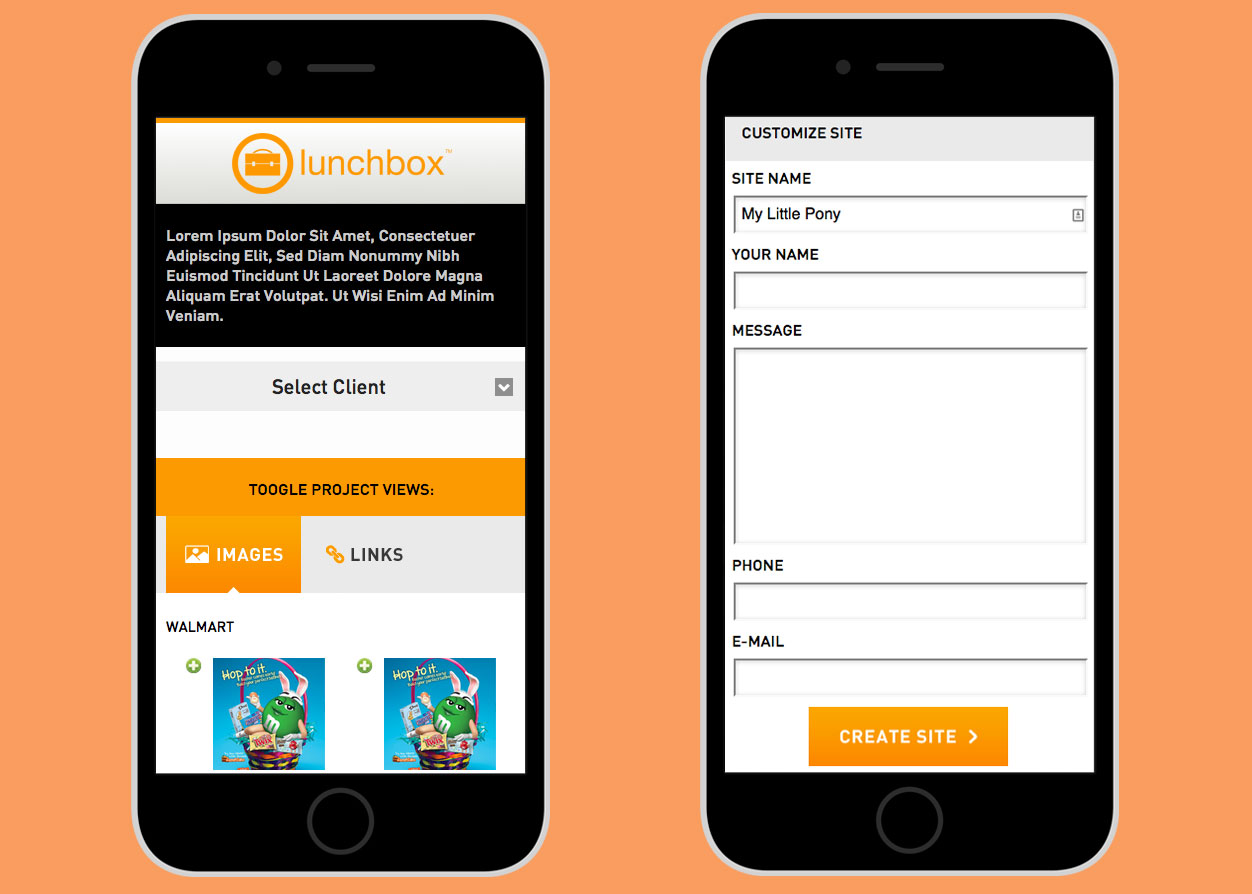 lunchbox™
Lorem Ipsum Dolor Sit Amet, Consectetuer
Adipiscing Elit, Sed Diam Nonummy Nibh
Euismod Tincidunt Ut Laoreet Dolore Magna
Aliquam Erat Volutpat. Ut Wisi Enim Ad Minim
Veniam.
Select Client
TOOGLE PROJECT VIEWS:
IMAGES
LINKS
WALMART
Hop to it.
m
TWIX
Hop to it.
m
TWIX
CUSTOMIZE SITE
SITE NAME
My Little Pony
YOUR NAME
MESSAGE
PHONE
E-MAIL
CREATE SITE